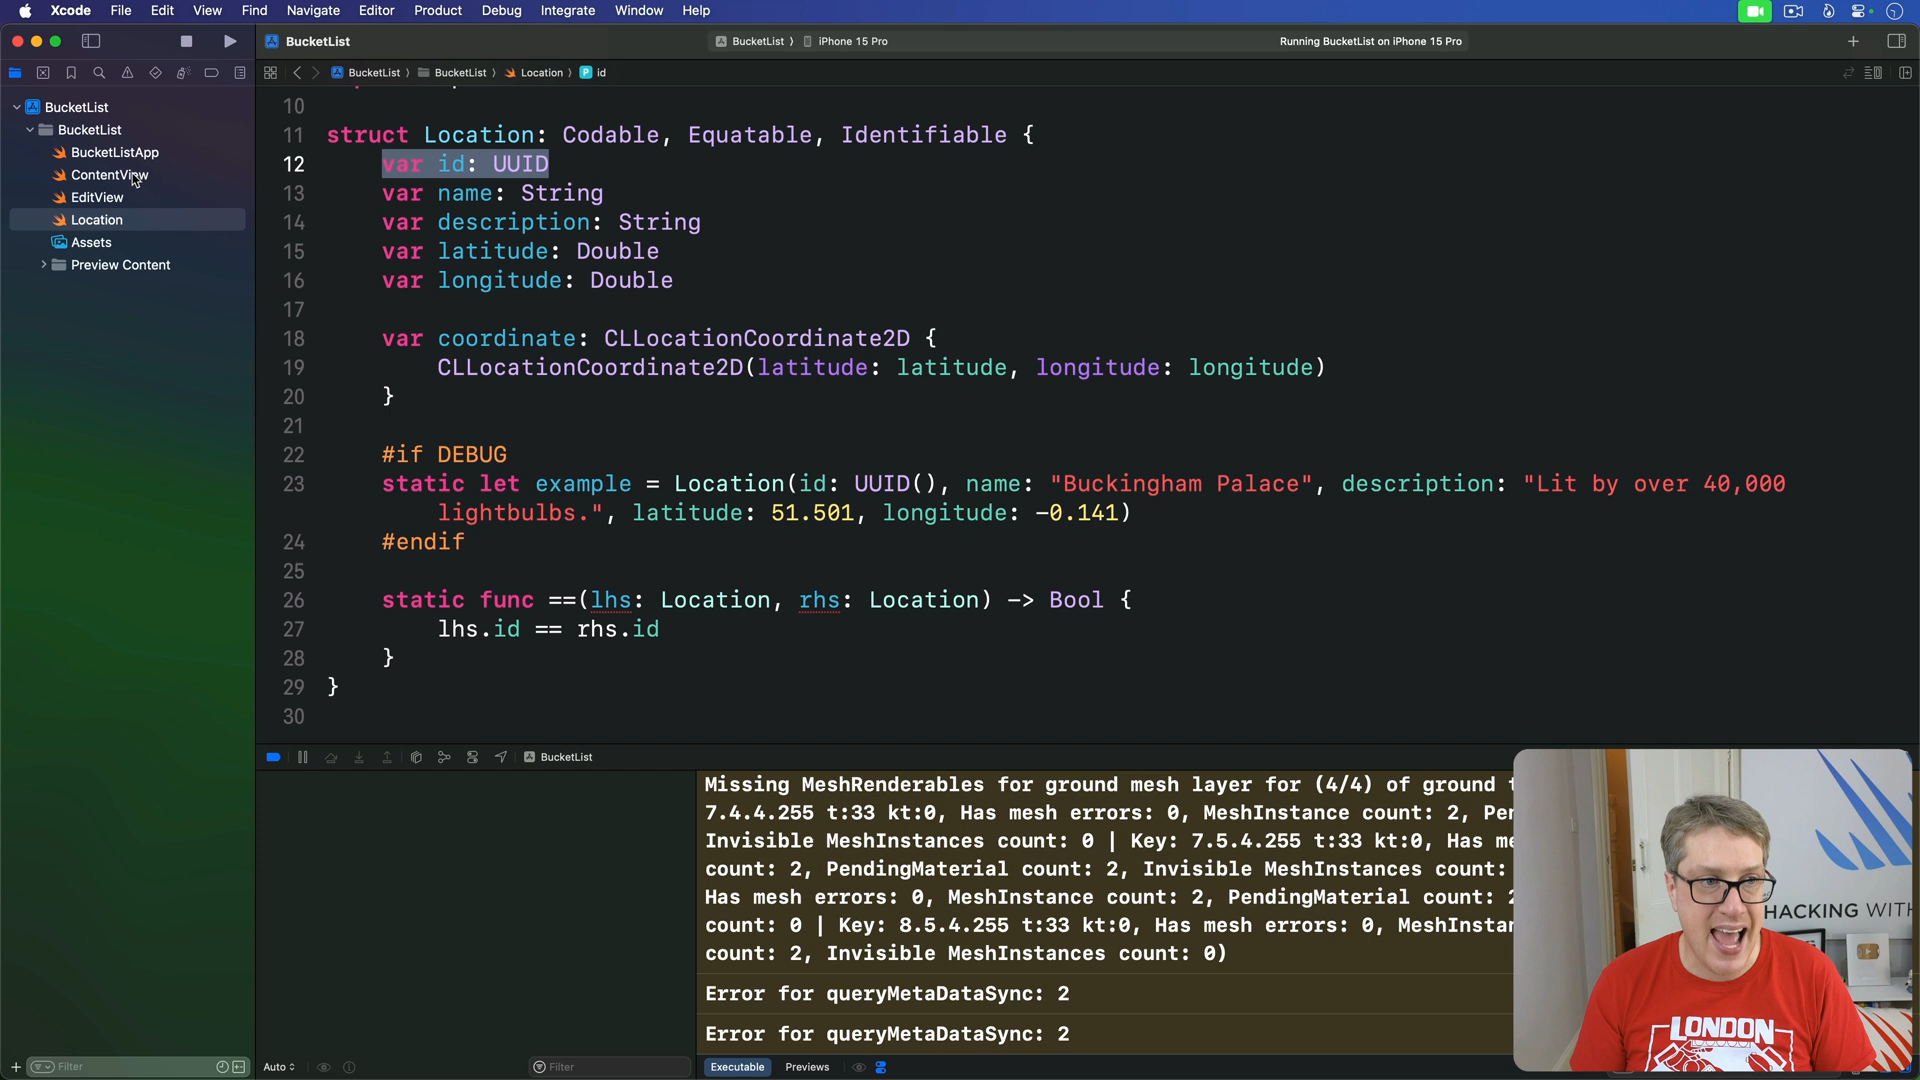 Xcode File Edit View Find Navigate Editor Product Debug Integrate Window Help
BucketList
BucketList 〉 iPhone 15 Pro
Running BucketList on iPhone 15 Pro
BucketList 〉 BucketList 〉 Location 〉 P id
BucketList
BucketList
BucketListApp
ContentView
EditView
Location
Assets
Preview Content
10
11 struct Location: Codable, Equatable, Identifiable {
12 var id: UUID
13 var name: String
14 var description: String
15 var latitude: Double
16 var longitude: Double
17
18 var coordinate: CLLocationCoordinate2D {
19 CLLocationCoordinate2D(latitude: latitude, longitude: longitude)
20 }
21
22 #if DEBUG
23 static let example = Location(id: UUID(), name: "Buckingham Palace", description: "Lit by over 40,000
lightbulbs.", latitude: 51.501, longitude: -0.141)
24 #endif
25
26 static func ==(lhs: Location, rhs: Location) -> Bool {
27 lhs.id == rhs.id
28 }
29 }
30
BucketList
Missing MeshRenderables for ground mesh layer for (4/4) of ground
7.4.4.255 t:33 kt:0, Has mesh errors: 0, MeshInstance count: 2,
Invisible MeshInstances count: 0 | Key: 7.5.4.255 t:33 kt:0, Has
count: 2, PendingMaterial count: 2, Invisible MeshInstances count:
Has mesh errors: 0, MeshInstance count: 2, PendingMaterial count:
count: 0 | Key: 8.5.4.255 t:33 kt:0, Has mesh errors: 0,
count: 2, Invisible MeshInstances count: 0)
Error for queryMetaDataSync: 2
Error for queryMetaDataSync: 2
HACKING WITH
LONDON
Filter
Auto
Filter
Executable Previews